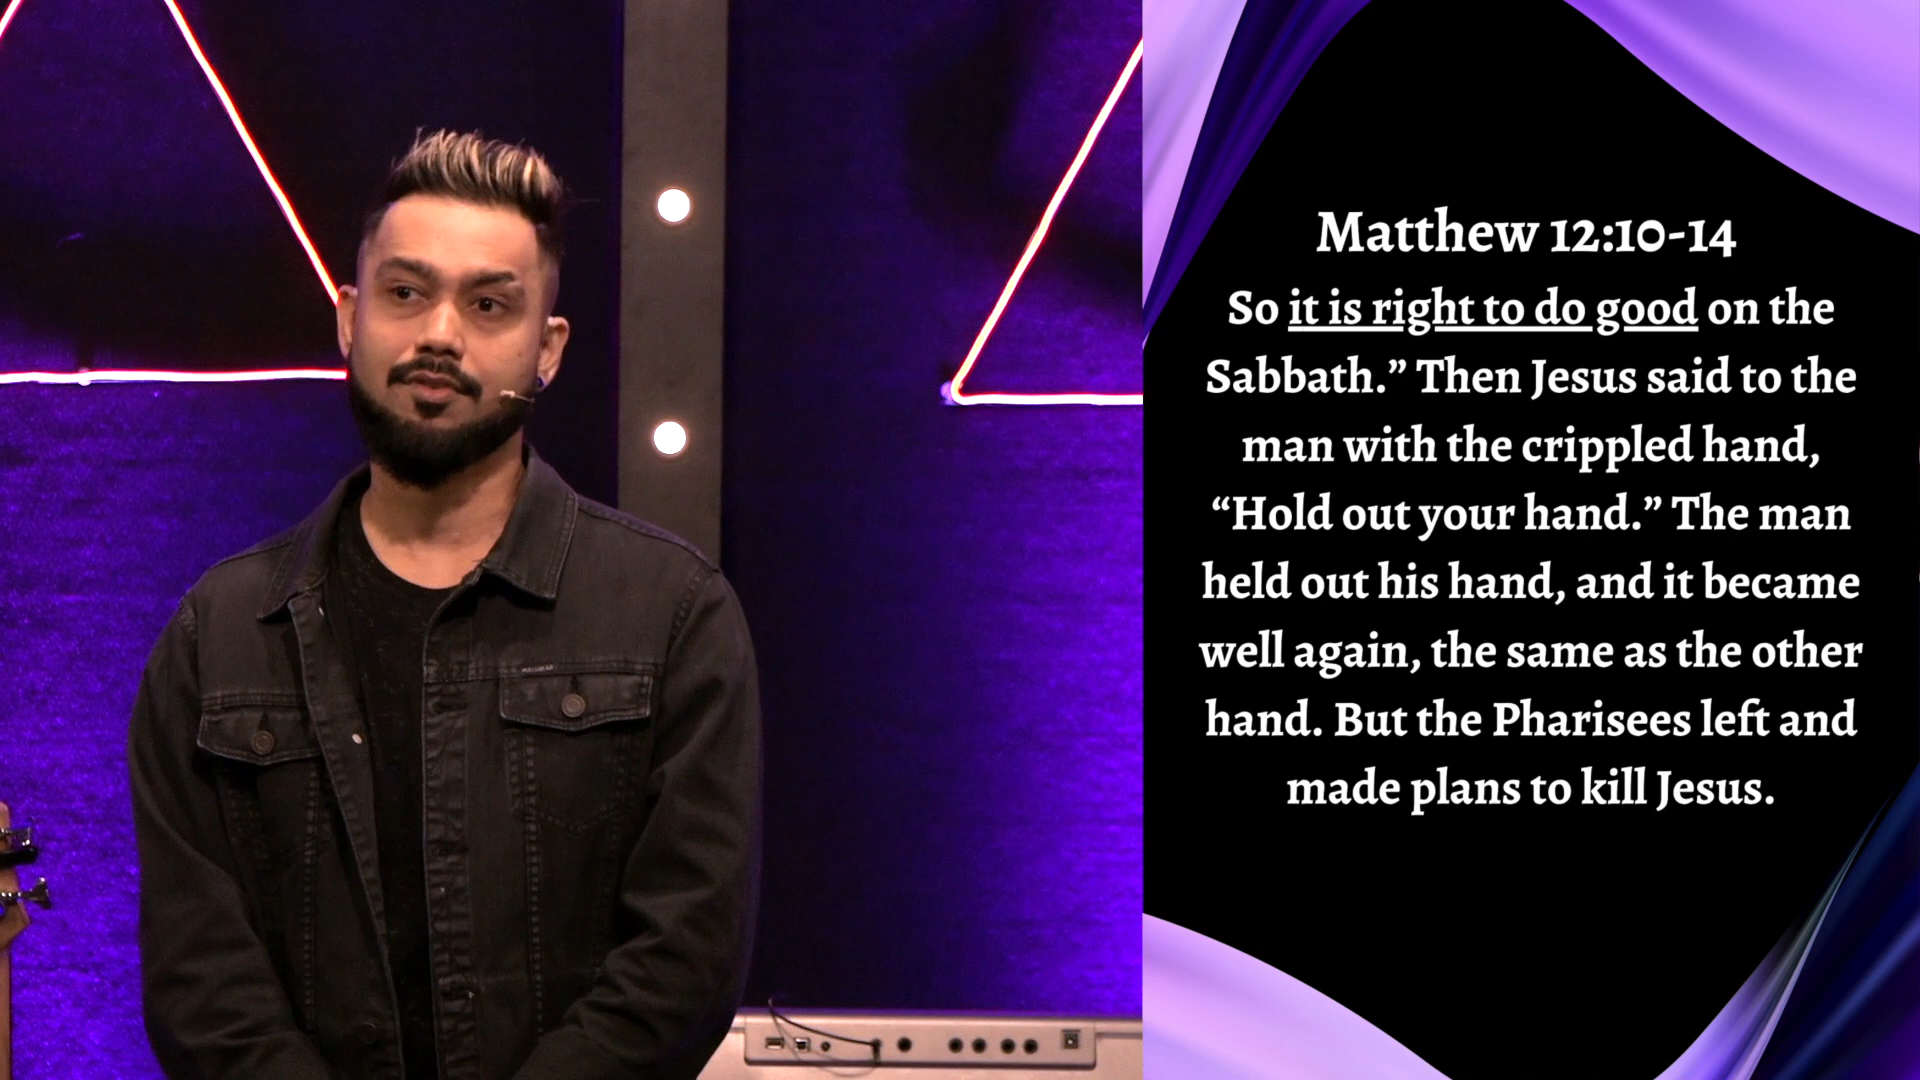 Matthew 12:10-14
So it is right to do good on the
Sabbath.” Then Jesus said to the
man with the crippled hand,
“Hold out your hand.” The man
held out his hand, and it became
well again, the same as the other
hand. But the Pharisees left and
made plans to kill Jesus.